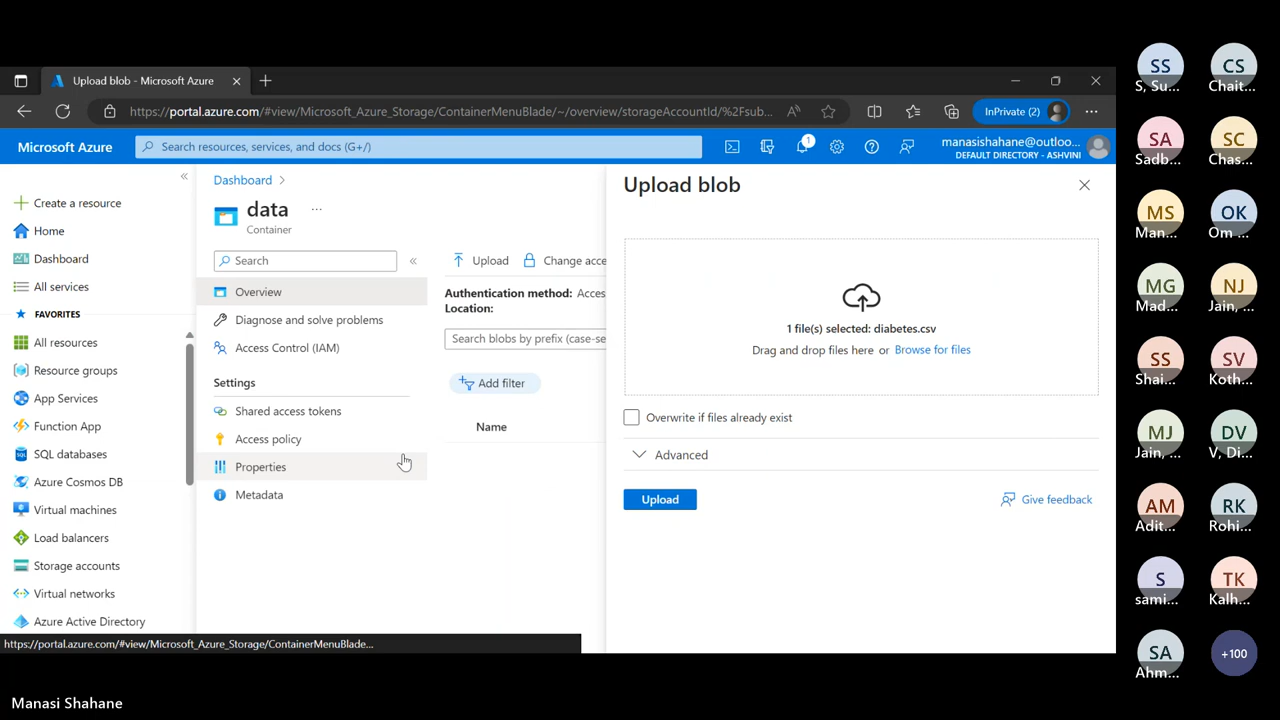 Upload blob - Microsoft Azure
https://portal.azure.com/#view/Microsoft_Azure_Storage/ContainerMenuBlade/~/overview/storageAccountId/%2Fsub...
InPrivate (2)
Microsoft Azure
Search resources, services, and docs (G+/)
1
manasishahane@outloo...
DEFAULT DIRECTORY - ASHVINI
Create a resource
Home
Dashboard
All services
FAVORITES
All resources
Resource groups
App Services
Function App
SQL databases
Azure Cosmos DB
Virtual machines
Load balancers
Storage accounts
Virtual networks
Azure Active Directory
https://portal.azure.com/#view/Microsoft_Azure_Storage/ContainerMenuBlade...
Dashboard
data
...
Container
Search
Overview
Diagnose and solve problems
Access Control (IAM)
Settings
Shared access tokens
Access policy
Properties
Metadata
Upload
Change acce
Authentication method: Acces
Location:
Search blobs by prefix (case-se
Add filter
Name
Upload blob
1 file(s) selected: diabetes.csv
Drag and drop files here or Browse for files
Overwrite if files already exist
Advanced
Upload
Give feedback
SS
S, Su...
CS
Chait...
SA
Sadb...
SC
Chas...
MS
Man...
OK
Om ...
MG
Mad...
NJ
Jain, ...
SS
Shai...
SV
Koth...
MJ
Jain, ...
DV
V, Di...
AM
Adit...
RK
Rohi...
S
sami...
TK
Kalh...
SA
Ahm...
+100
Manasi Shahane